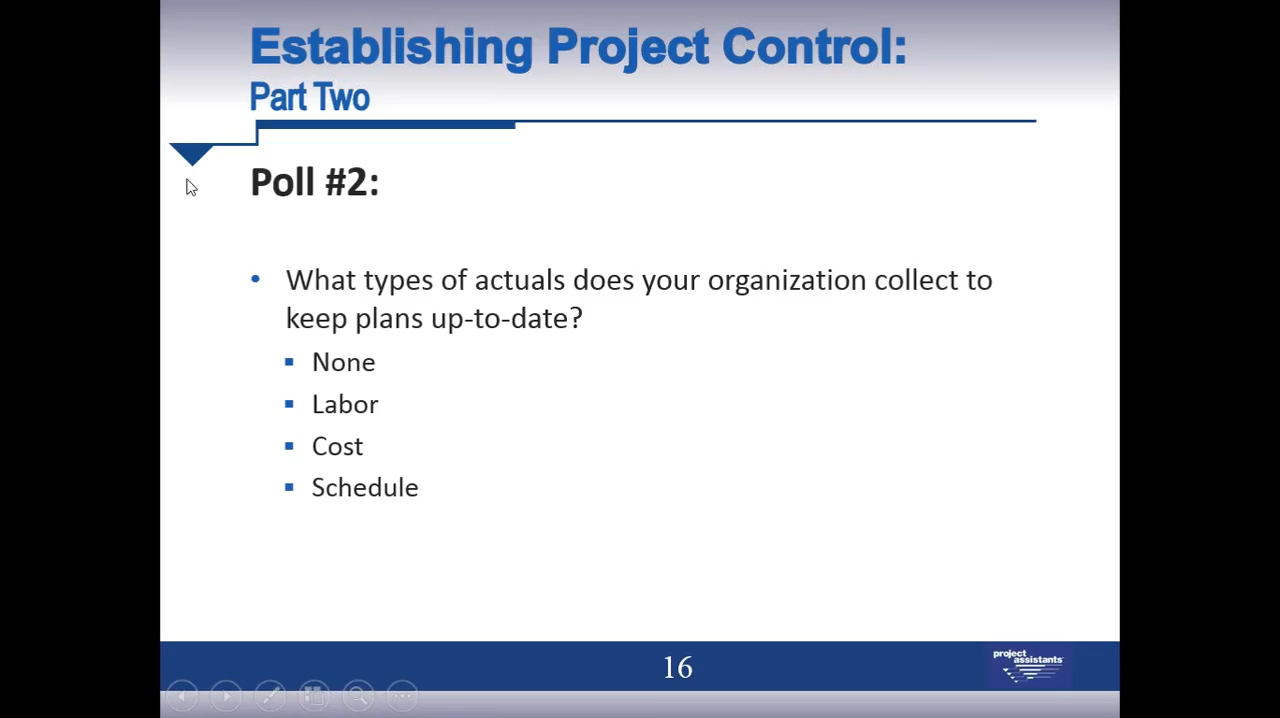 Establishing Project Control:
Part Two
Poll #2:
• What types of actuals does your organization collect to
keep plans up-to-date?
▪ None
▪ Labor
▪ Cost
▪ Schedule
16
project
assistants